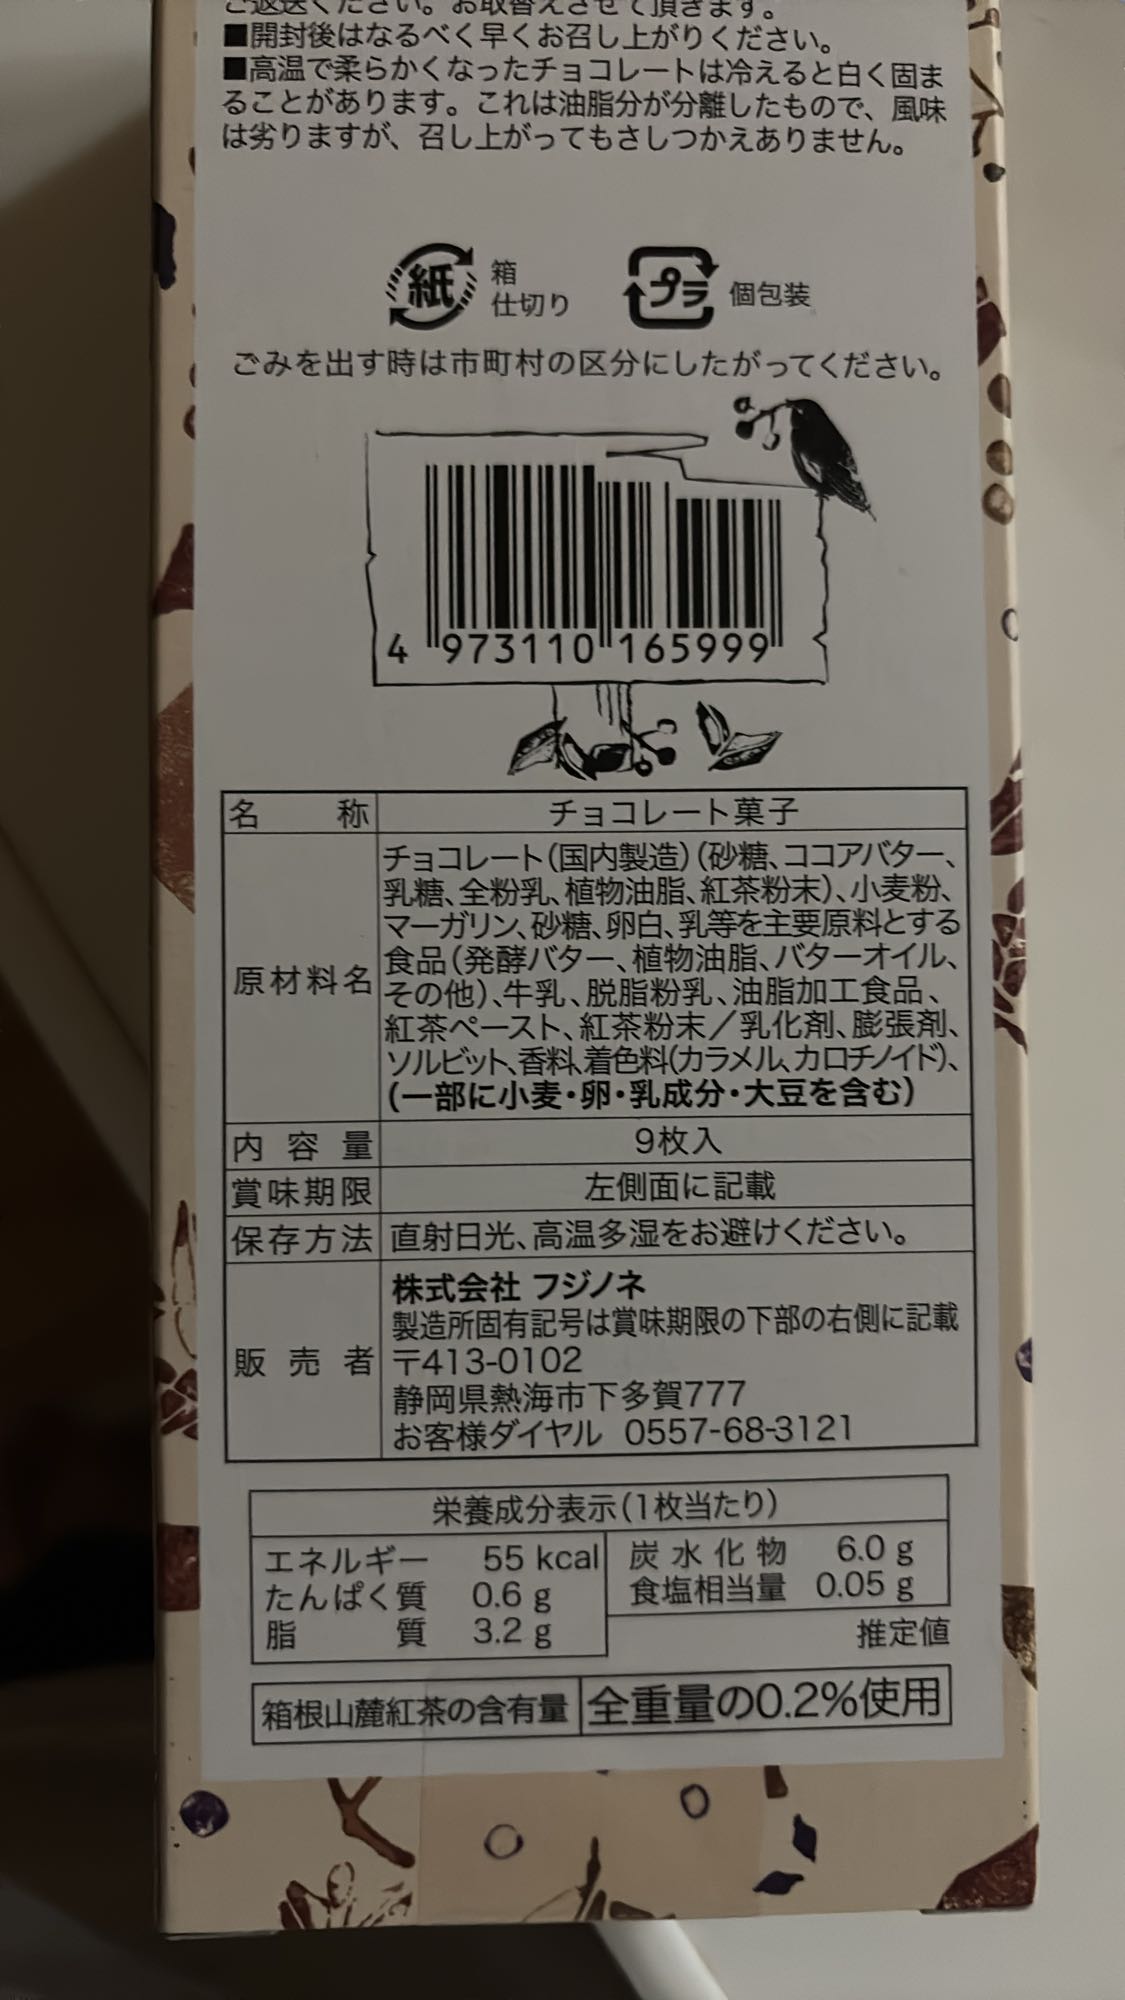 ご返送ください。お取替えさせて頂きます。
■開封後はなるべく早くお召し上がりください。
■高温で柔らかくなったチョコレートは冷えると白く固ま
ることがあります。これは油脂分が分離したもので、風味
は劣りますが、召し上がってもさしつかえありません。
紙 箱 仕切り プラ 個包装
ごみを出す時は市町村の区分にしたがってください。
4 973110 165999
名称 チョコレート菓子
原材料名 チョコレート(国内製造)(砂糖、ココアバター、
乳糖、全粉乳、植物油脂、紅茶粉末)、小麦粉、
マーガリン、砂糖、卵白、乳等を主要原料とする
食品(発酵バター、植物油脂、バターオイル、
その他)、牛乳、脱脂粉乳、油脂加工食品、
紅茶ペースト、紅茶粉末/乳化剤、膨張剤、
ソルビット、香料、着色料(カラメル、カロチノイド)、
(一部に小麦・卵・乳成分・大豆を含む)
内容量 9枚入
賞味期限 左側面に記載
保存方法 直射日光、高温多湿をお避けください。
販売者 株式会社 フジノネ
製造所固有記号は賞味期限の下部の右側に記載
〒413-0102
静岡県熱海市下多賀777
お客様ダイヤル 0557-68-3121
栄養成分表示(1枚当たり)
エネルギー 55 kcal 炭水化物 6.0 g
たんぱく質 0.6 g 食塩相当量 0.05 g
脂質 3.2 g 推定値
箱根山麓紅茶の含有量 全重量の0.2%使用